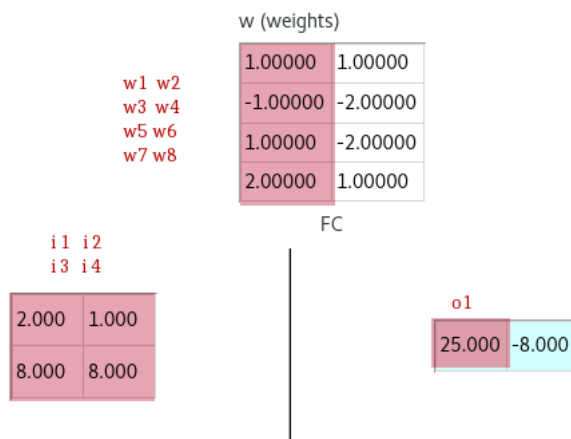 w (weights)
1.00000 1.00000
w1 w2
-1.00000 -2.00000
w3 w4
w5 w6
1.00000 -2.00000
w7 w8
2.00000 1.00000
FC
i1 i2
i3 i4
o1
2.000 1.000
25.000 -8.000
8.000 8.000